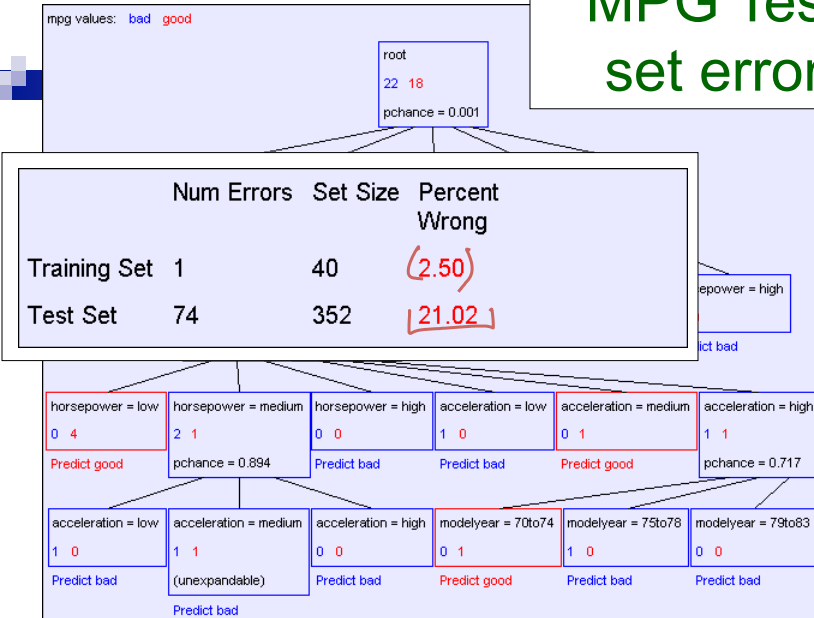 MPG Tes
set error
mpg values: bad good
root
22 18
pchance = 0.001
Num Errors Set Size Percent Wrong
Training Set 1 40 2.50
Test Set 74 352 21.02
epower = high
ict bad
horsepower = low
0 4
Predict good
horsepower = medium
2 1
pchance = 0.894
horsepower = high
0 0
Predict bad
acceleration = low
1 0
Predict bad
acceleration = medium
0 1
Predict good
acceleration = high
1 1
pchance = 0.717
acceleration = low
1 0
Predict bad
acceleration = medium
1 1
(unexpandable)
Predict bad
acceleration = high
0 0
Predict bad
modelyear = 70to74
0 1
Predict good
modelyear = 75to78
1 0
Predict bad
modelyear = 79to83
0 0
Predict bad